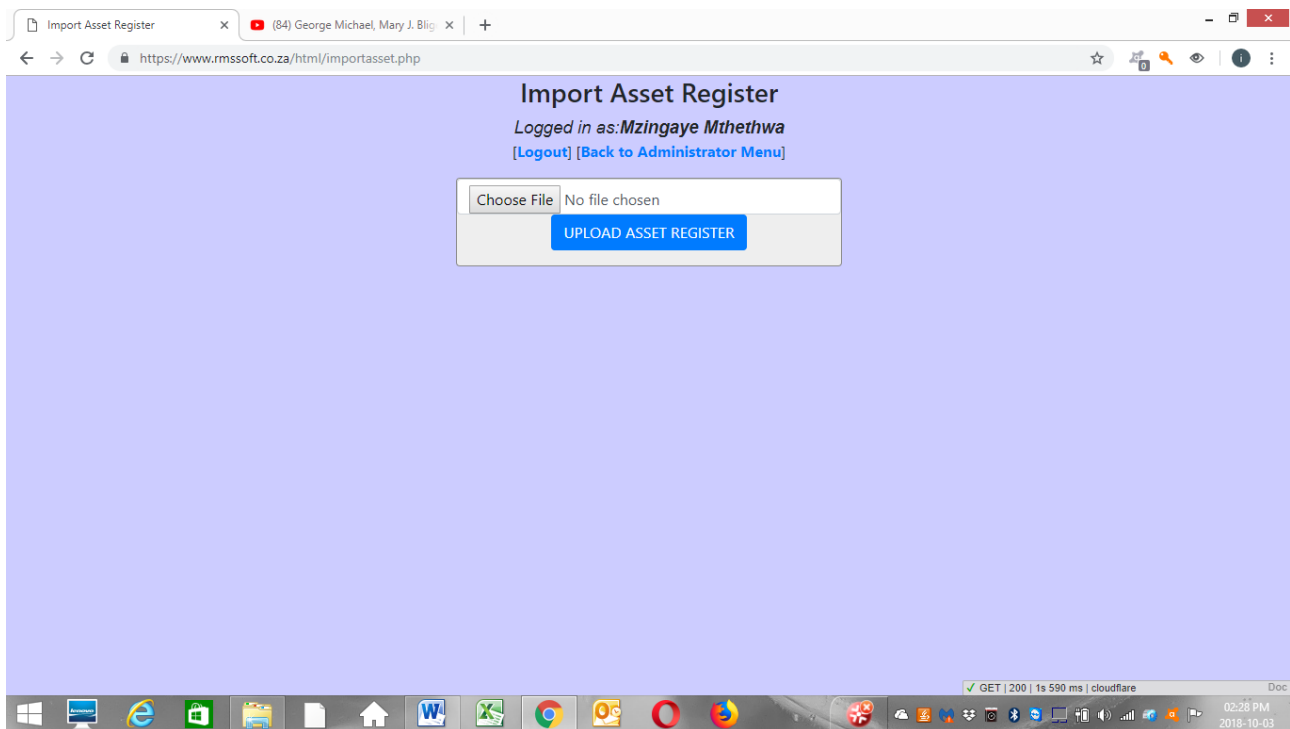 Import Asset Register
(84) George Michael, Mary J. Blig
https://www.rmssoft.co.za/html/importasset.php
0
i
Import Asset Register
Logged in as:Mzingaye Mthethwa
[Logout] [Back to Administrator Menu]
Choose File No file chosen
UPLOAD ASSET REGISTER
✓ GET | 200 | 1s 590 ms | cloudflare
Doc
lenovo
02:28 PM
2018-10-03